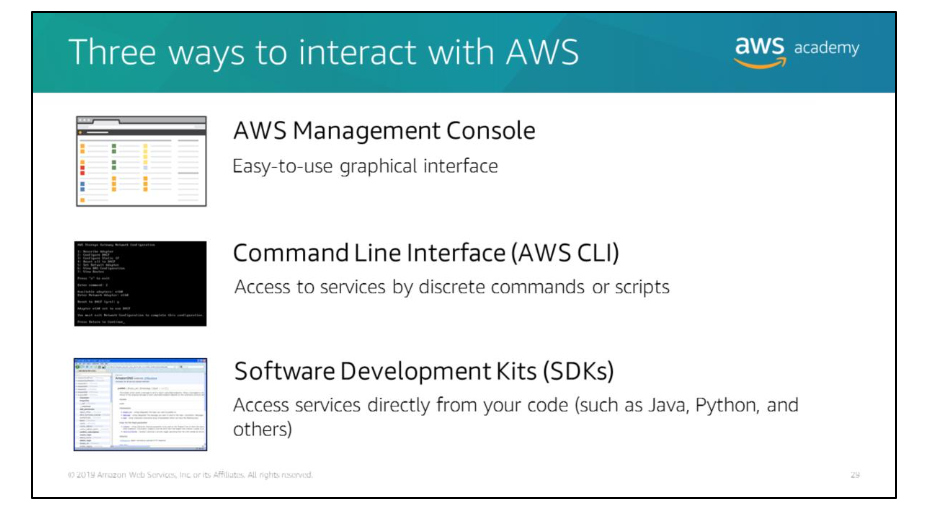 Three ways to interact with AWS
aws academy
AWS Management Console
Easy-to-use graphical interface
Command Line Interface (AWS CLI)
Access to services by discrete commands or scripts
Software Development Kits (SDKs)
Access services directly from your code (such as Java, Python, and
others)
© 2019 Amazon Web Services, Inc. or its Affiliates. All rights reserved.
29